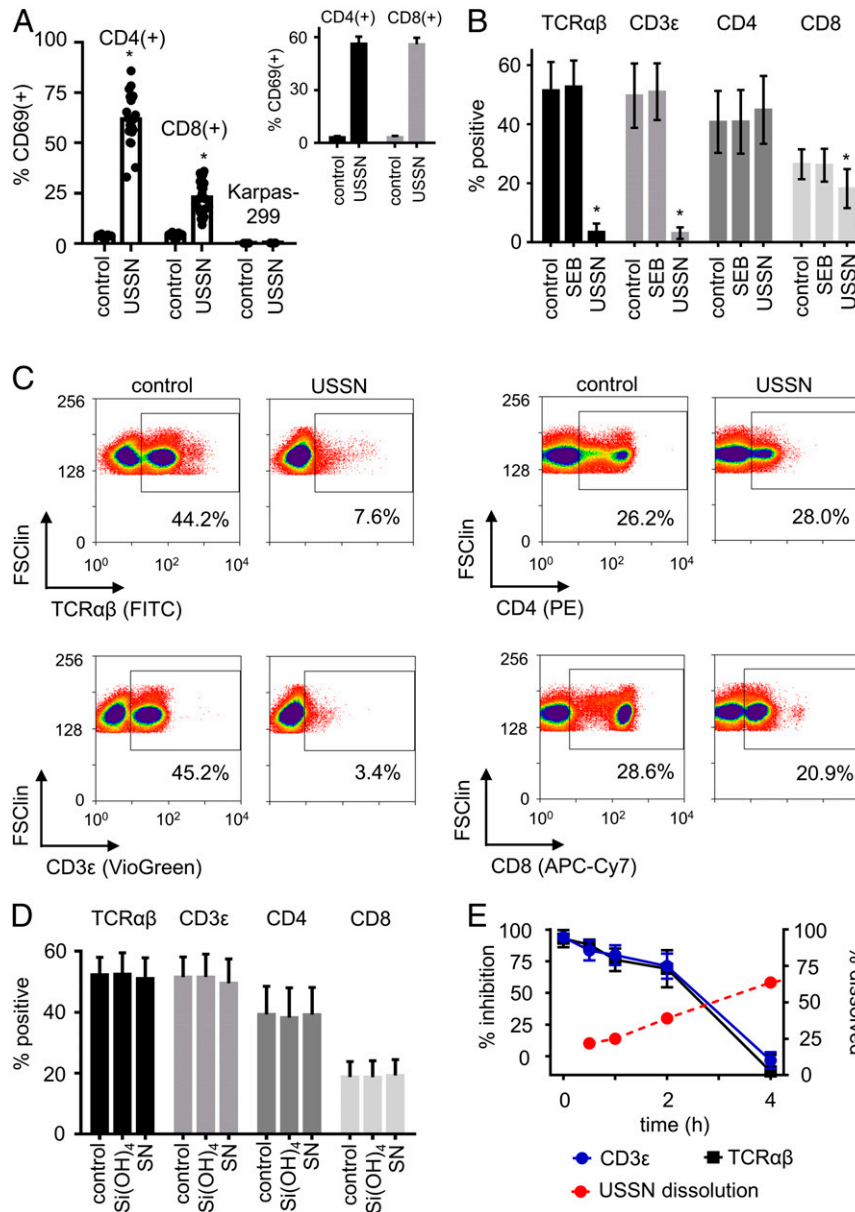 A
CD4(+)
CD8(+)
Karpas-
299
% CD69(+)
100
75
50
25
0
*
*
control
USSN
control
USSN
control
USSN
CD4(+)
CD8(+)
% CD69(+)
60
30
0
control
USSN
control
USSN
B
TCRαβ CD3ε CD4 CD8
% positive
60
40
20
0
*
*
*
control
SEB
USSN
control
SEB
USSN
control
SEB
USSN
control
SEB
USSN
C
control USSN
256
128
0
44.2%
7.6%
FSClin
10⁰ 10² 10⁴
TCRαβ (FITC)
control USSN
256
128
0
26.2%
28.0%
FSClin
10⁰ 10² 10⁴
CD4 (PE)
256
128
0
45.2%
3.4%
FSClin
10⁰ 10² 10⁴
CD3ε (VioGreen)
256
128
0
28.6%
20.9%
FSClin
10⁰ 10² 10⁴
CD8 (APC-Cy7)
D
TCRαβ CD3ε CD4 CD8
% positive
60
40
20
0
control
Si(OH)₄
SN
control
Si(OH)₄
SN
control
Si(OH)₄
SN
control
Si(OH)₄
SN
E
% inhibition
100
75
50
25
0
100
75
50
25
0
% dissolved
0 2 4
time (h)
CD3ε TCRαβ
USSN dissolution